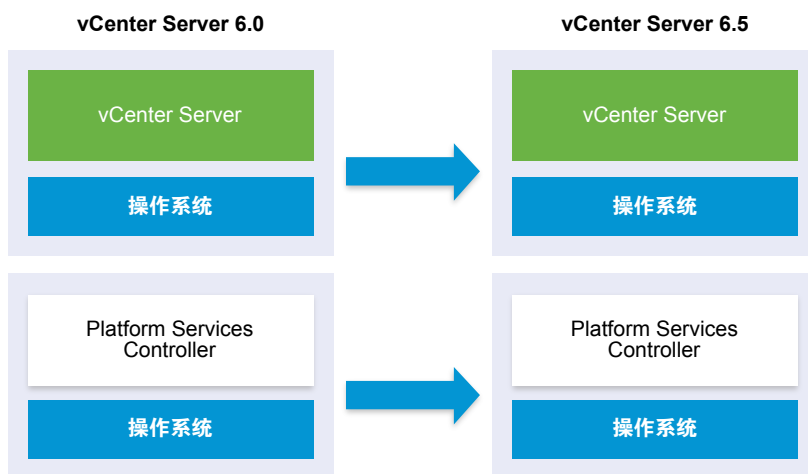 vCenter Server 6.0
vCenter Server 6.5
vCenter Server
vCenter Server
操作系统
操作系统
Platform Services
Controller
Platform Services
Controller
操作系统
操作系统